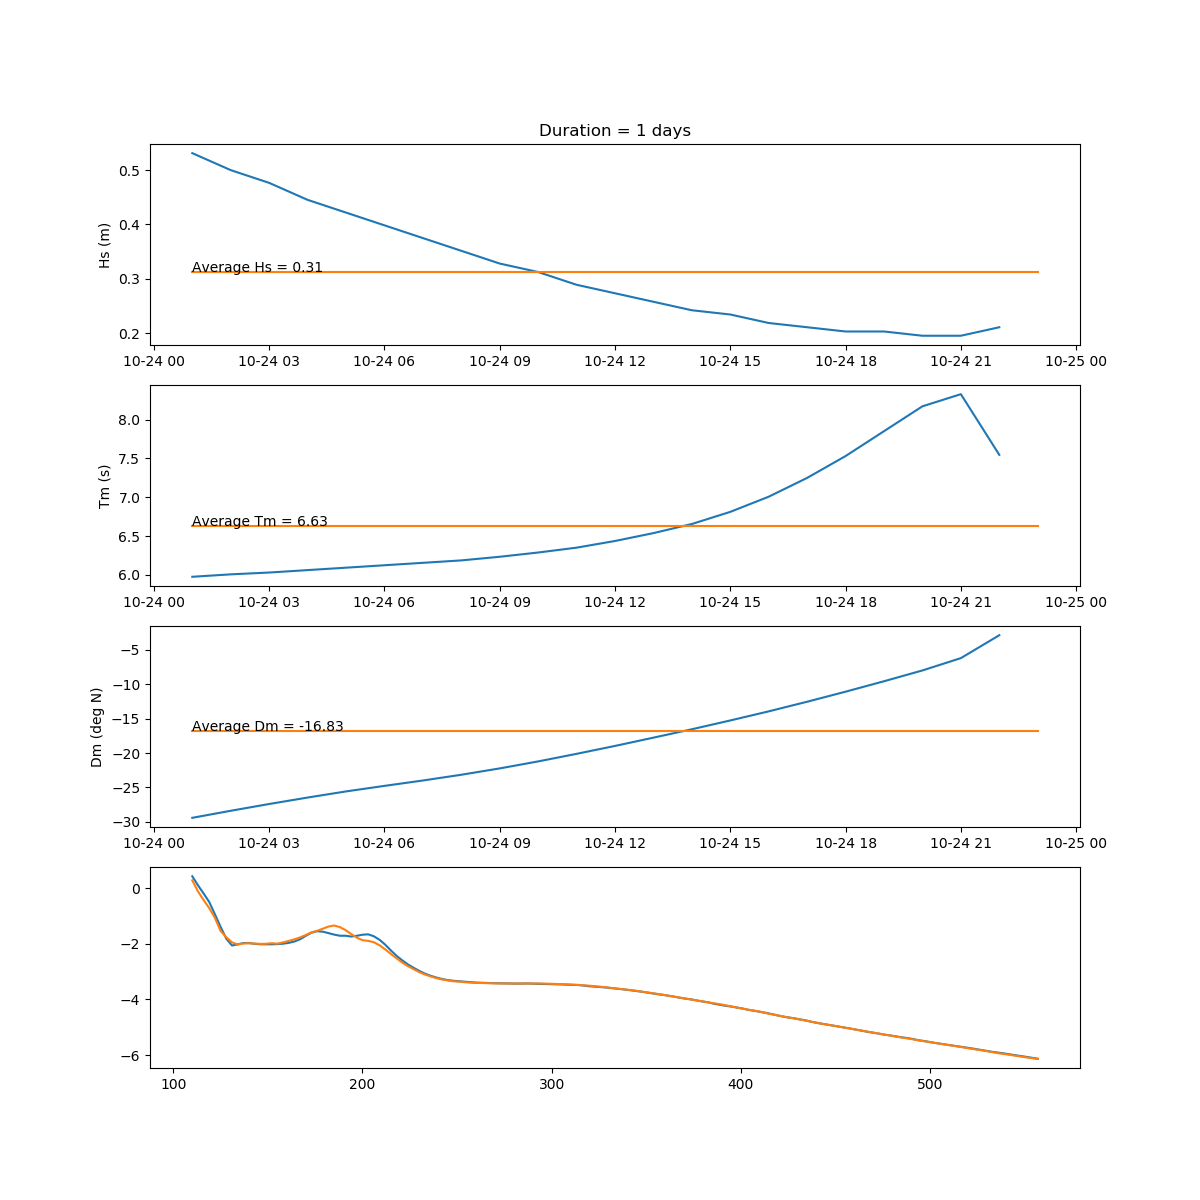 Duration = 1 days
Hs (m)
0.5
0.4
0.3
0.2
Average Hs = 0.31
10-24 00 10-24 03 10-24 06 10-24 09 10-24 12 10-24 15 10-24 18 10-24 21 10-25 00
Tm (s)
8.0
7.5
7.0
6.5
6.0
Average Tm = 6.63
10-24 00 10-24 03 10-24 06 10-24 09 10-24 12 10-24 15 10-24 18 10-24 21 10-25 00
Dm (deg N)
−5
−10
−15
−20
−25
−30
Average Dm = -16.83
10-24 00 10-24 03 10-24 06 10-24 09 10-24 12 10-24 15 10-24 18 10-24 21 10-25 00
0
−2
−4
−6
100 200 300 400 500